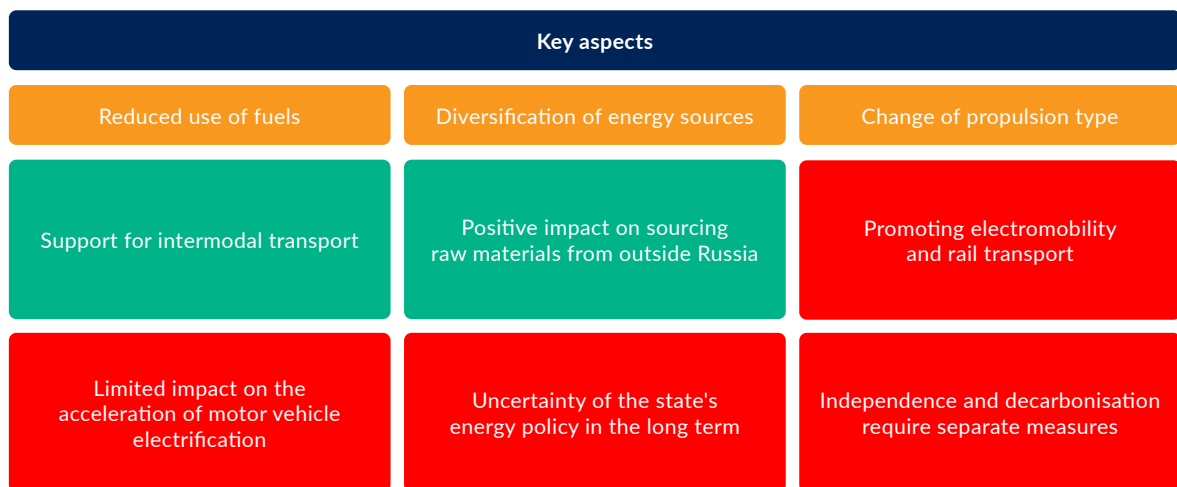 Key aspects
Reduced use of fuels
Diversification of energy sources
Change of propulsion type
Support for intermodal transport
Positive impact on sourcing
raw materials from outside Russia
Promoting electromobility
and rail transport
Limited impact on the
acceleration of motor vehicle
electrification
Uncertainty of the state's
energy policy in the long term
Independence and decarbonisation
require separate measures